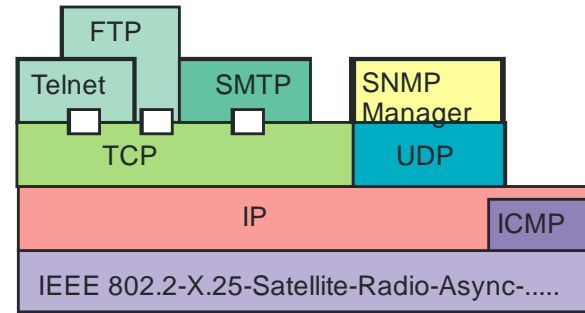 FTP
Telnet
SMTP
SNMP
Manager
TCP
UDP
IP
ICMP
IEEE 802.2-X.25-Satellite-Radio-Async-.....